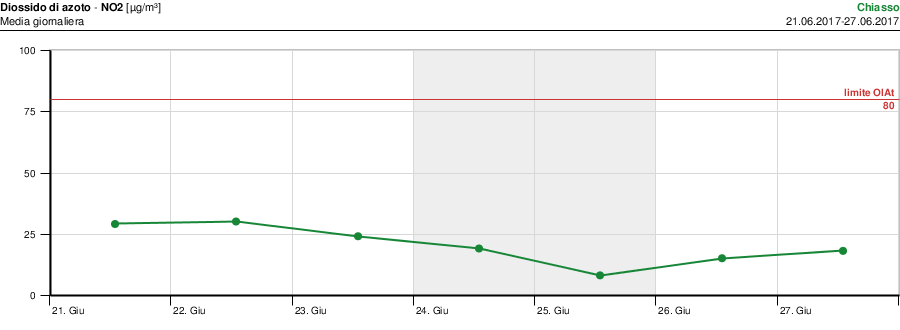 Diossido di azoto - NO2 [µg/m³]
Chiasso
Media giornaliera
21.06.2017-27.06.2017
100
limite OIAt
80
75
50
25
0
21. Giu
22. Giu
23. Giu
24. Giu
25. Giu
26. Giu
27. Giu